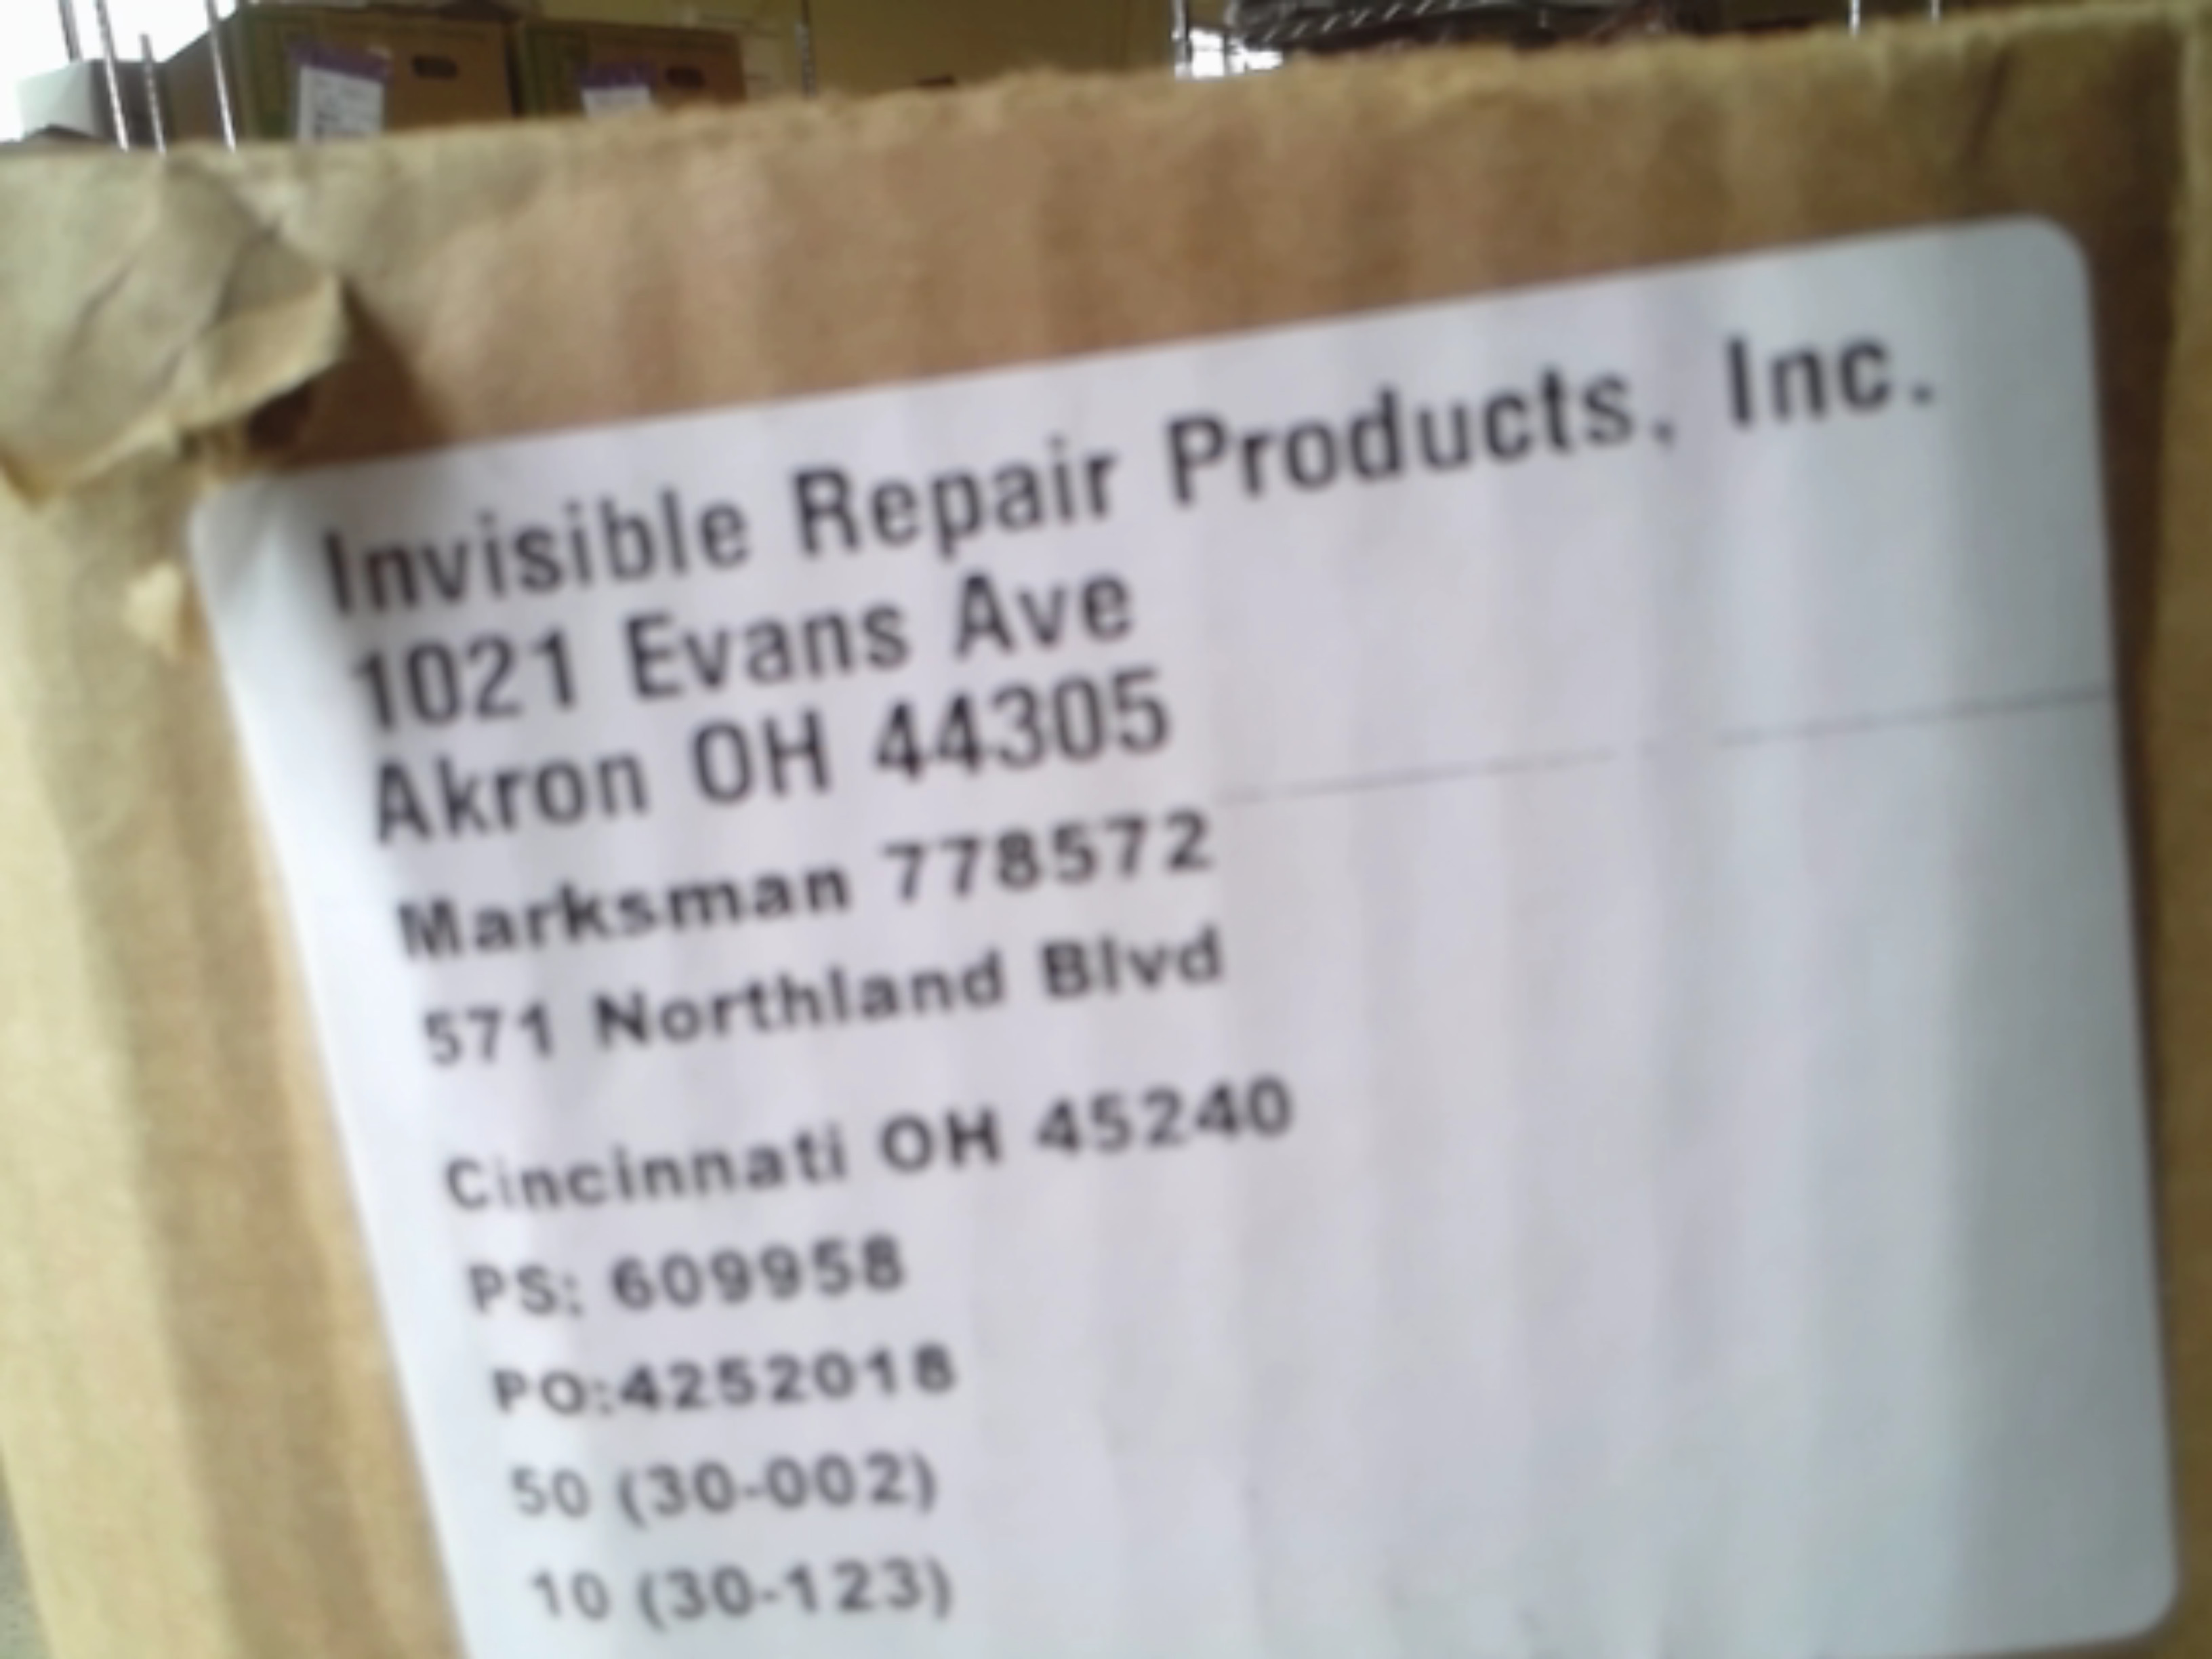 Invisible Repair Products, Inc.
1021 Evans Ave
Akron OH 44305
Marksman 778572
571 Northland Blvd
Cincinnati OH 45240
PS: 609958
PO:4252018
50 (30-002)
10 (30-123)